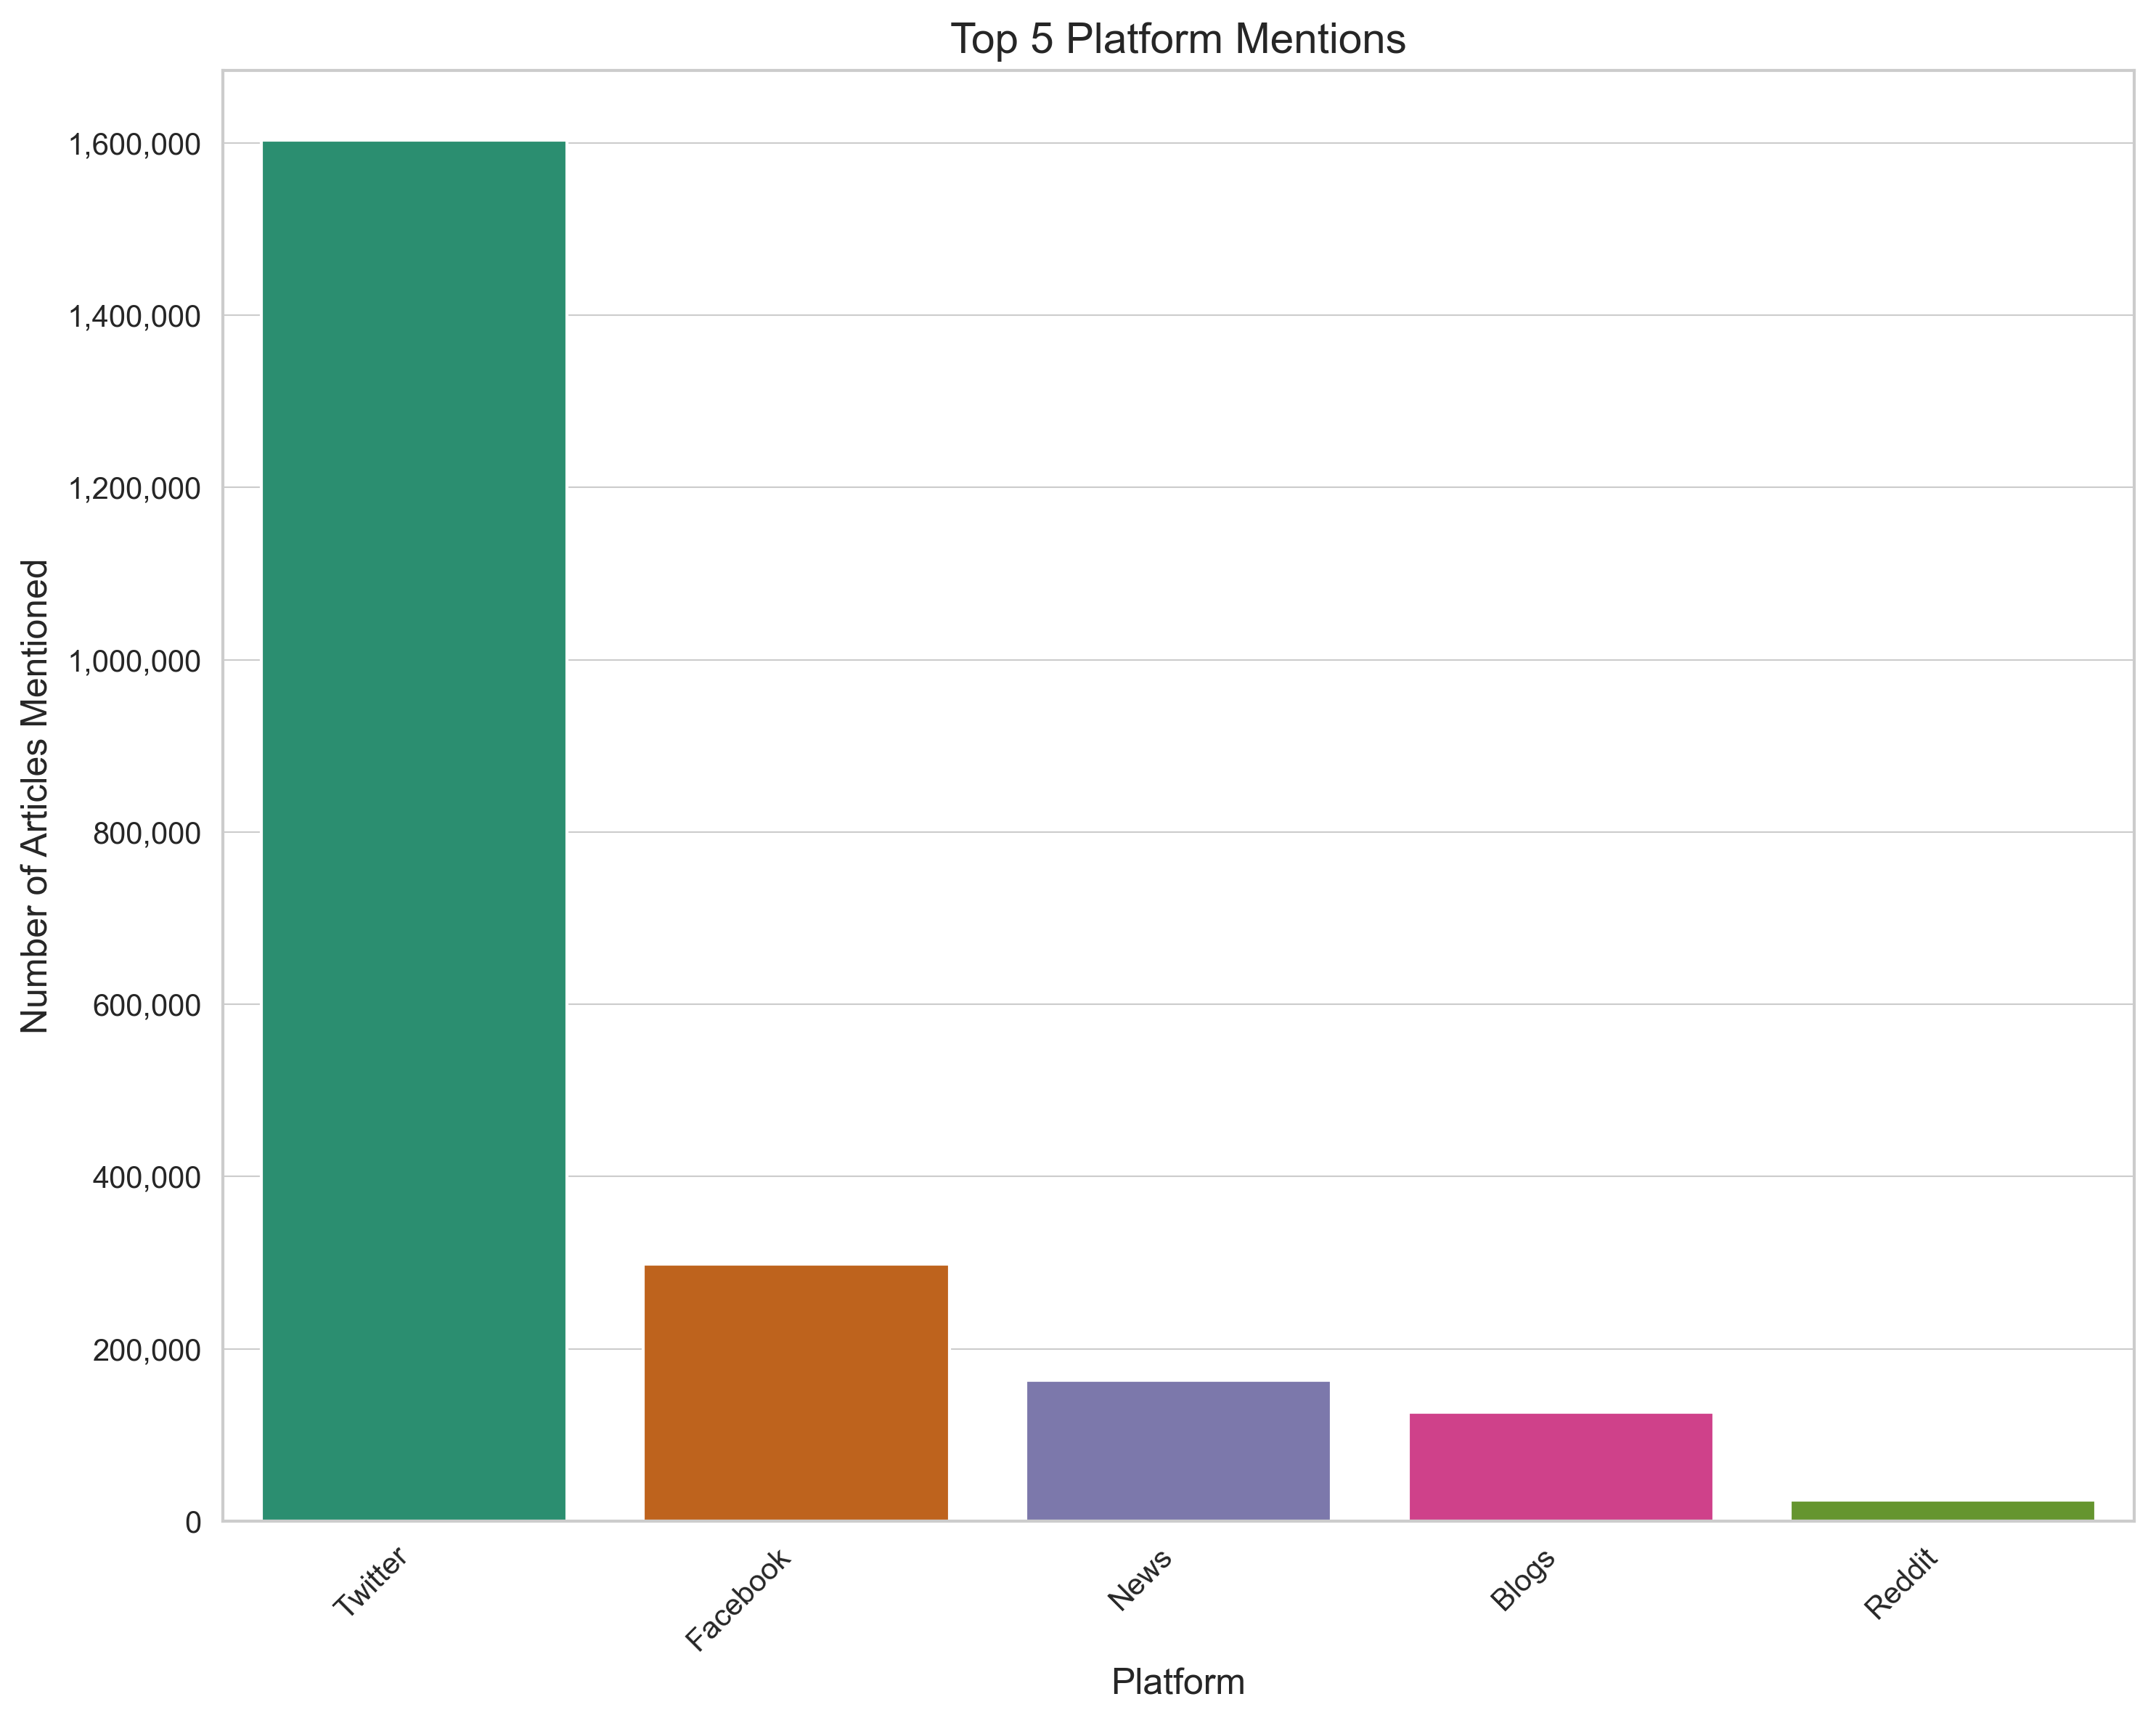 Top 5 Platform Mentions
Number of Articles Mentioned
1,600,000
1,400,000
1,200,000
1,000,000
800,000
600,000
400,000
200,000
0
Twitter
Facebook
News
Blogs
Reddit
Platform